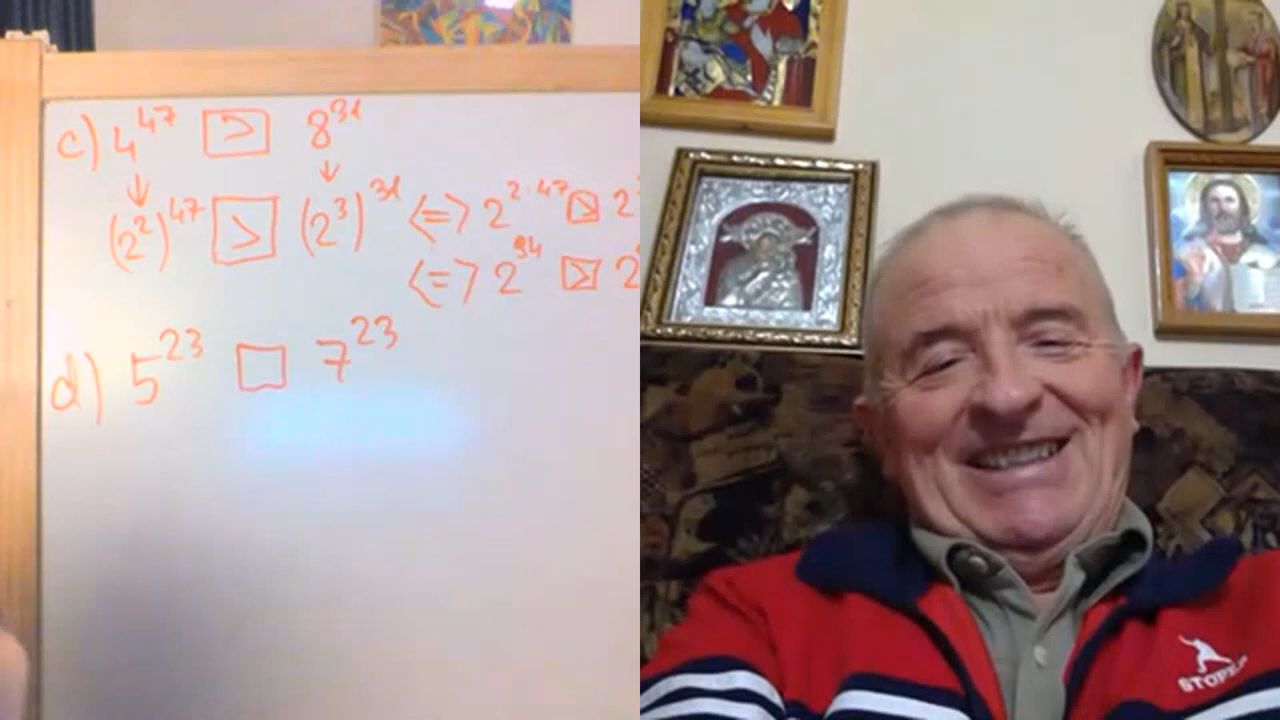 c) 4^47 > 8^31
↓ ↓
(2^2)^47 > (2^3)^31 <=> 2^2·47 > 2
<=> 2^94 > 2
d) 5^23 □ 7^23